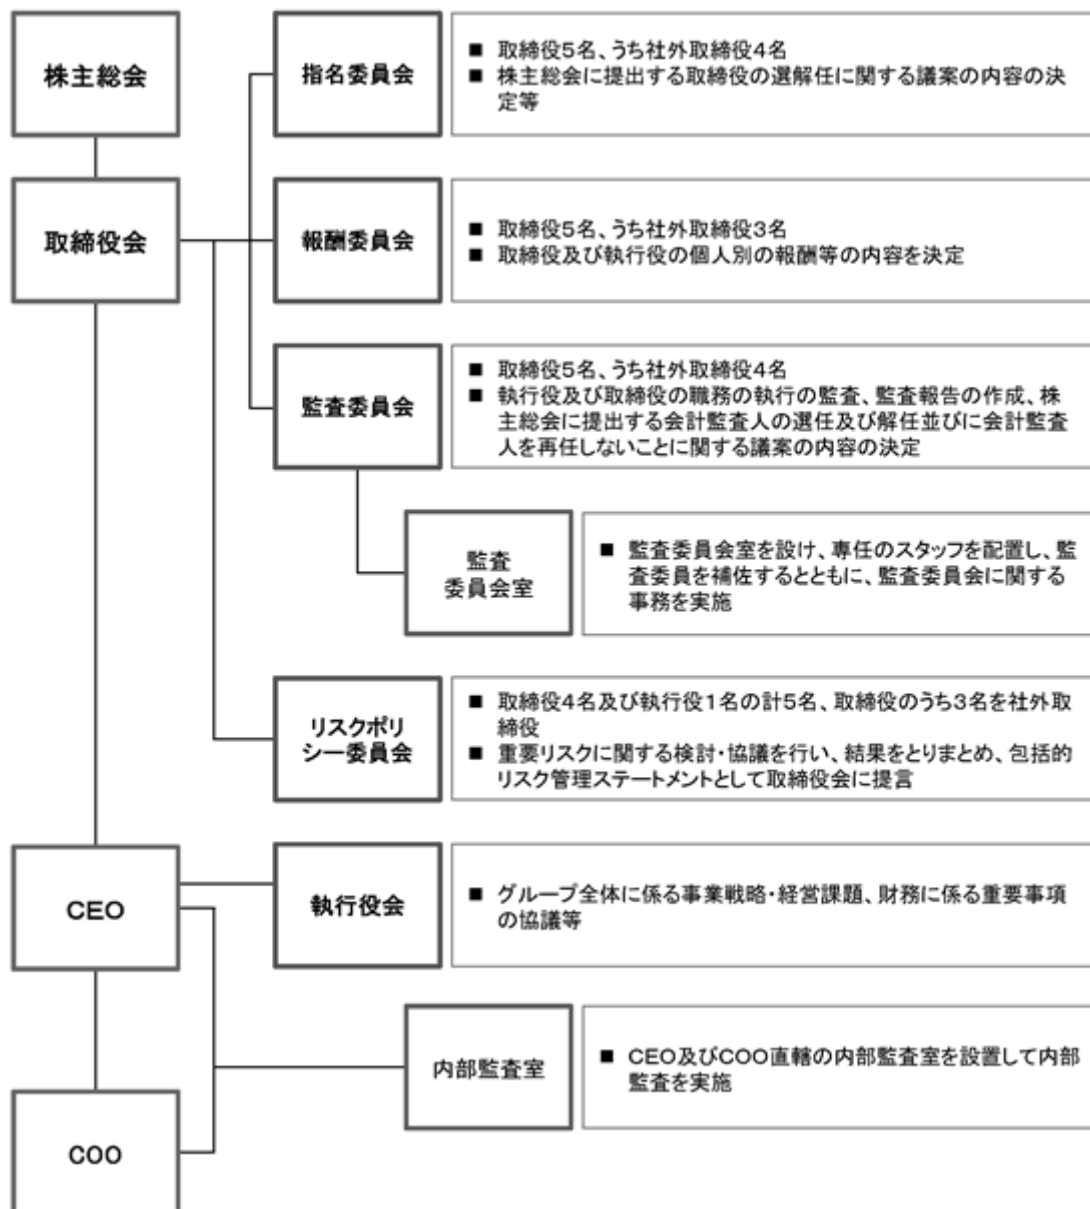 株主総会
指名委員会
■ 取締役5名、うち社外取締役4名
■ 株主総会に提出する取締役の選解任に関する議案の内容の決
定等
取締役会
報酬委員会
■ 取締役5名、うち社外取締役3名
■ 取締役及び執行役の個人別の報酬等の内容を決定
監査委員会
■ 取締役5名、うち社外取締役4名
■ 執行役及び取締役の職務の執行の監査、監査報告の作成、株
主総会に提出する会計監査人の選任及び解任並びに会計監査
人を再任しないことに関する議案の内容の決定
監査
委員会室
■ 監査委員会室を設け、専任のスタッフを配置し、監
査委員を補佐するとともに、監査委員会に関する
事務を実施
リスクポリ
シー委員会
■ 取締役4名及び執行役1名の計5名、取締役のうち3名を社外取
締役
■ 重要リスクに関する検討・協議を行い、結果をとりまとめ、包括的
リスク管理ステートメントとして取締役会に提言
CEO
執行役会
■ グループ全体に係る事業戦略・経営課題、財務に係る重要事項
の協議等
内部監査室
■ CEO及びCOO直轄の内部監査室を設置して内部
監査を実施
COO